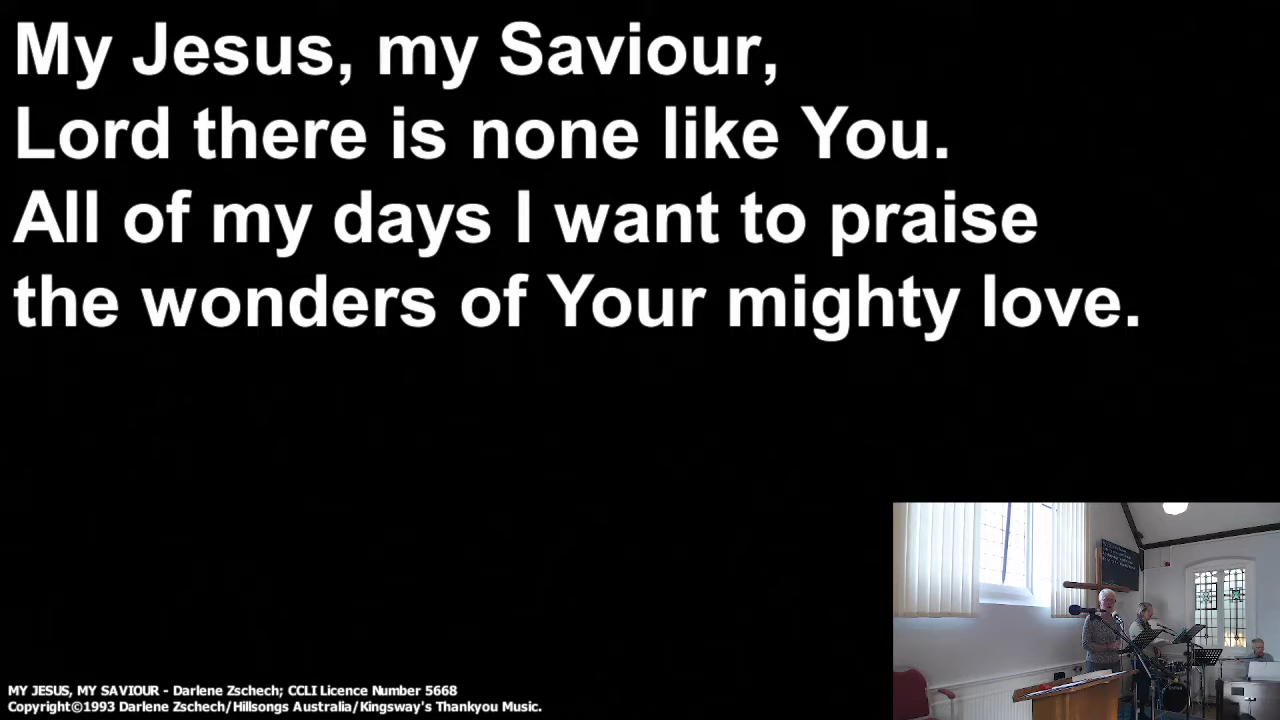 My Jesus, my Saviour,
Lord there is none like You.
All of my days I want to praise
the wonders of Your mighty love.
MY JESUS, MY SAVIOUR - Darlene Zschech; CCLI Licence Number 5668
Copyright©1993 Darlene Zschech/Hillsongs Australia/Kingsway's Thankyou Music.